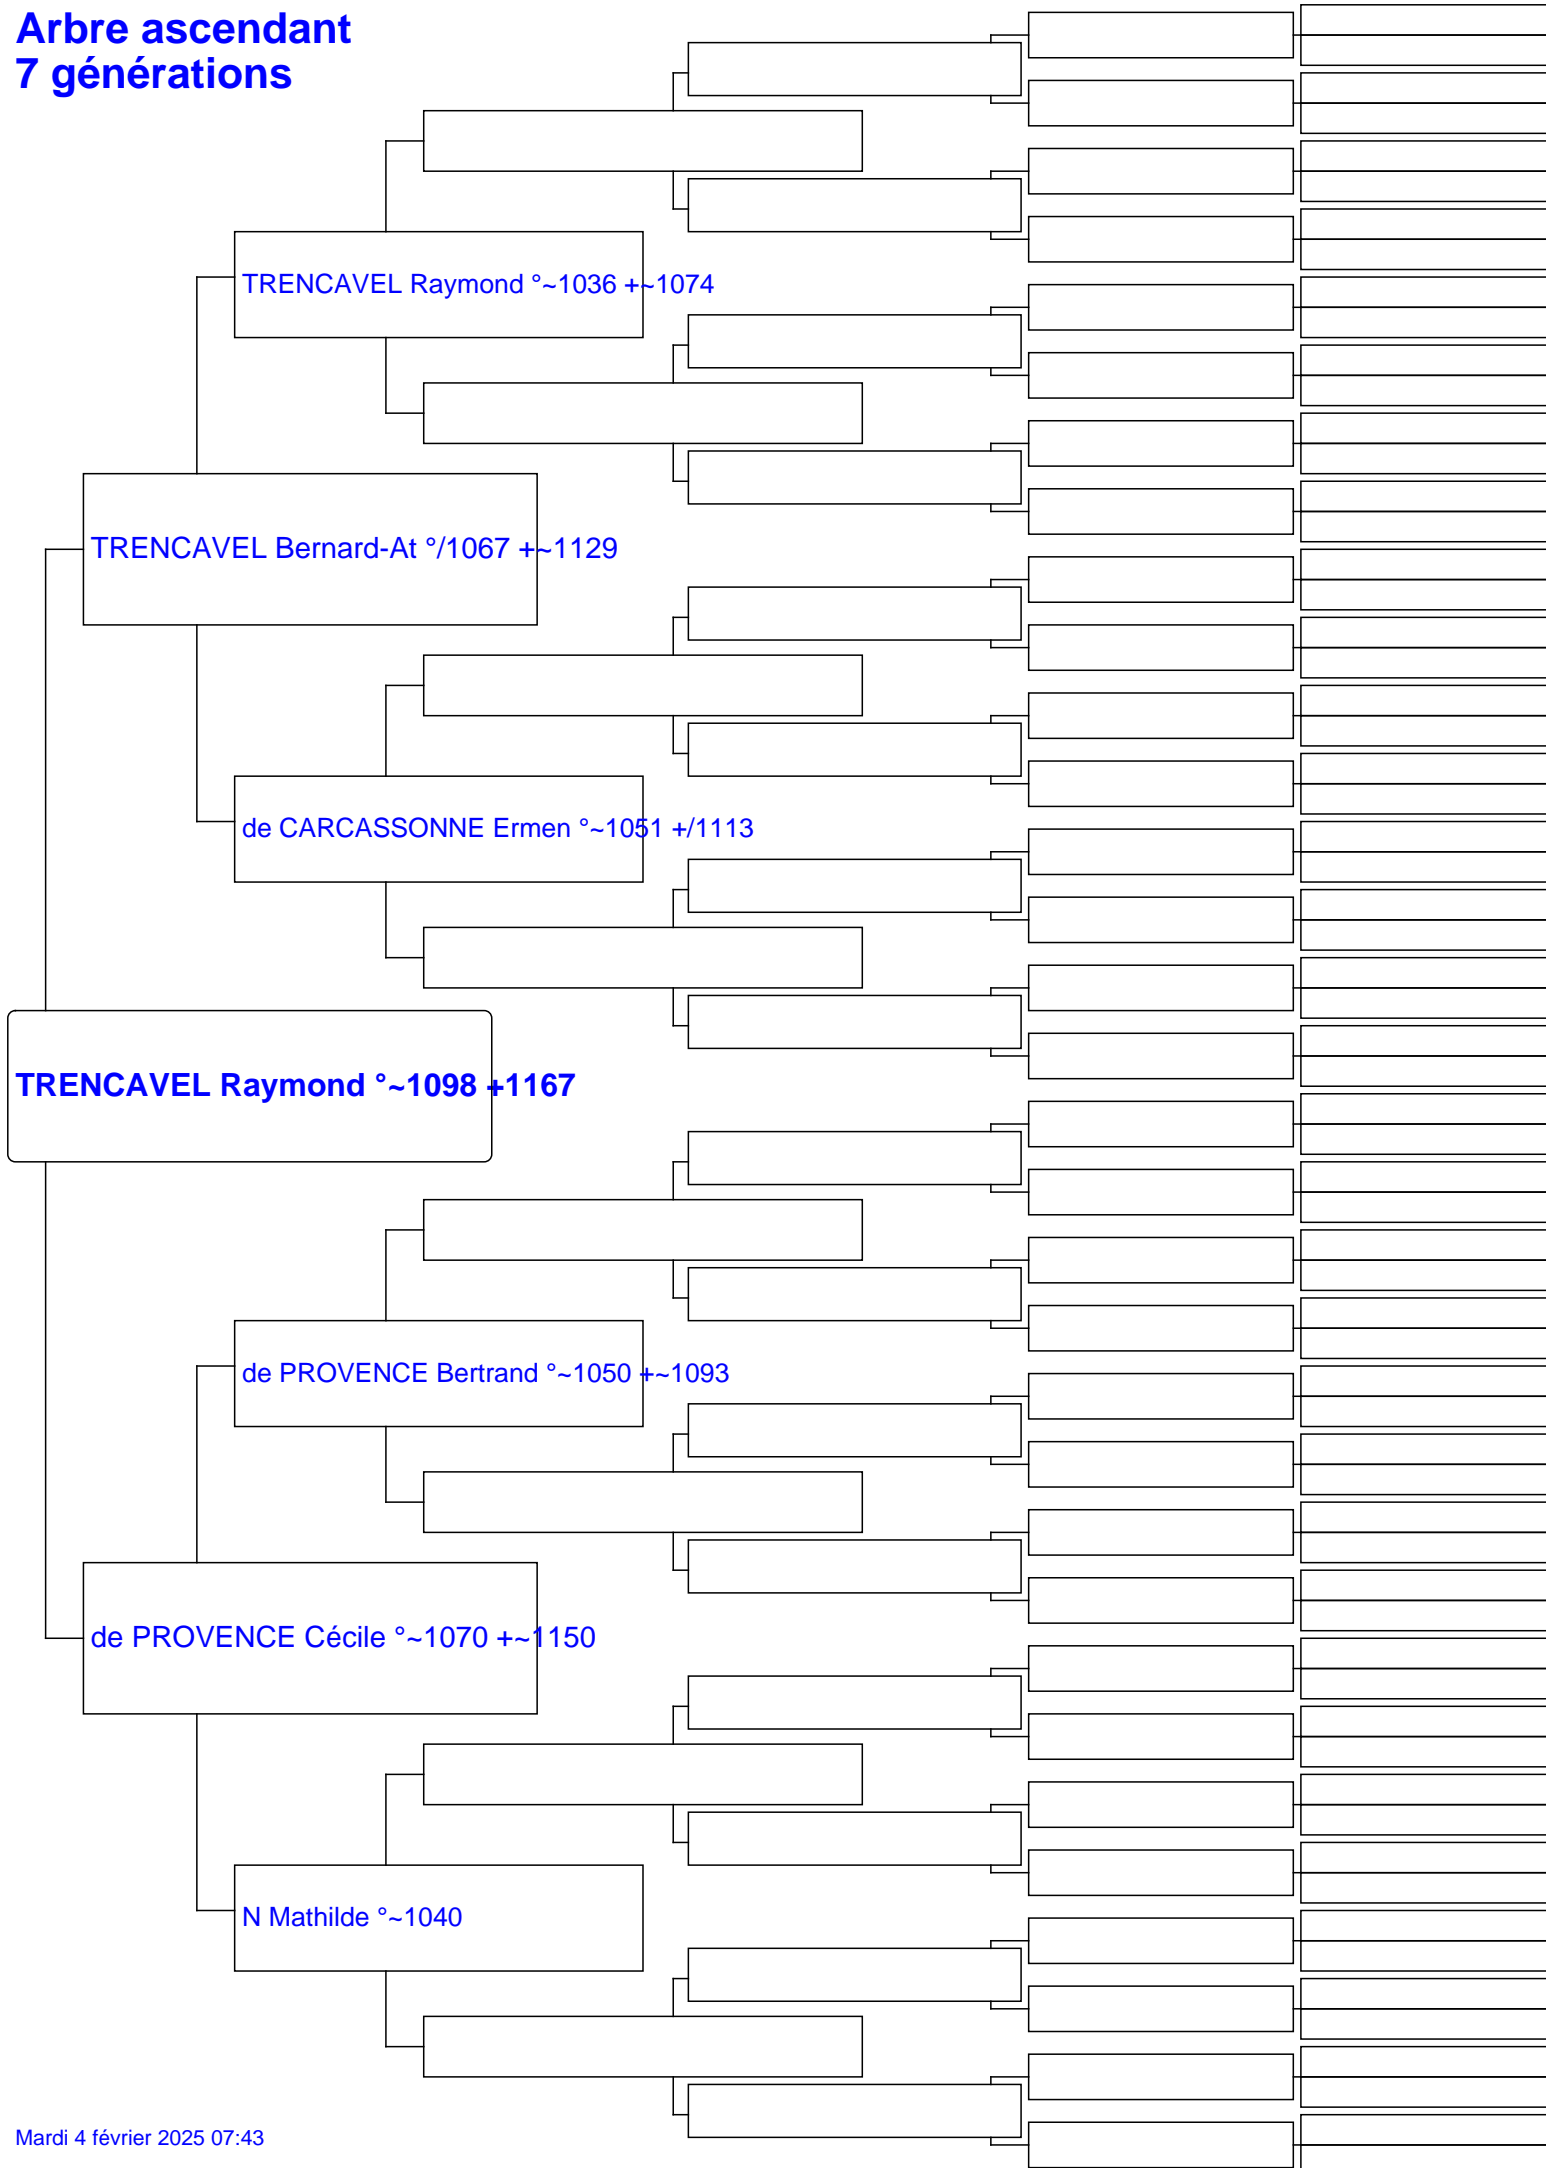 Arbre ascendant
7 générations
TRENCAVEL Raymond °~1036 +~1074
TRENCAVEL Bernard-At °/1067 +~1129
de CARCASSONNE Ermen °~1051 +/1113
TRENCAVEL Raymond °~1098 +1167
de PROVENCE Bertrand °~1050 +~1093
de PROVENCE Cécile °~1070 +~1150
N Mathilde °~1040
Mardi 4 février 2025 07:43